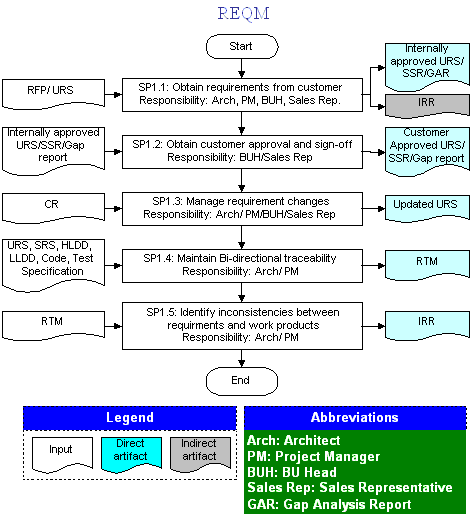 REQM
Start
Internally
approved URS/
SSR/GAR
RFP/ URS
SP1.1: Obtain requirements from customer
Responsibility: Arch, PM, BUH, Sales Rep.
IRR
Internally approved
URS/SSR/Gap
report
SP1.2: Obtain customer approval and sign-off
Responsibility: BUH/Sales Rep
Customer
Approved URS/
SSR/Gap report
CR
SP1.3: Manage requirement changes
Responsibility: Arch/ PM/BUH/Sales Rep
Updated URS
URS, SRS, HLDD,
LLDD, Code, Test
Specification
SP1.4: Maintain Bi-directional traceability
Responsibility: Arch/ PM
RTM
RTM
SP1.5: Identify inconsistencies between
requirments and work products
Responsibility: Arch/ PM
IRR
End
Legend
Input
Direct
artifact
Indirect
artifact
Abbreviations
Arch: Architect
PM: Project Manager
BUH: BU Head
Sales Rep: Sales Representative
GAR: Gap Analysis Report